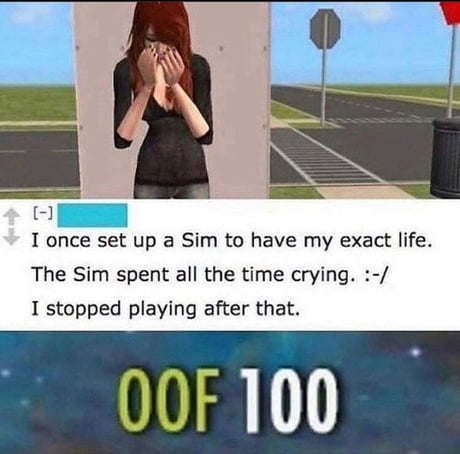 [-]
I once set up a Sim to have my exact life.
The Sim spent all the time crying. :-/
I stopped playing after that.
OOF 100